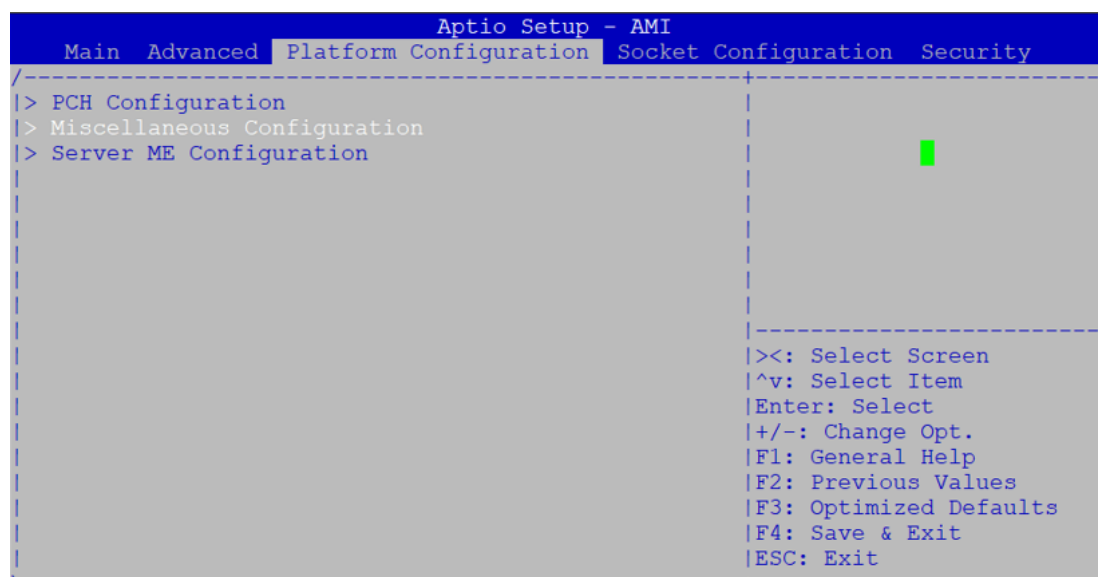 Aptio Setup - AMI
Main Advanced Platform Configuration Socket Configuration Security
/----------------------------------------------------+-------------------------
|> PCH Configuration |
|> Miscellaneous Configuration |
|> Server ME Configuration |
|-------------------------
|><: Select Screen
|^v: Select Item
|Enter: Select
|+/-: Change Opt.
|F1: General Help
|F2: Previous Values
|F3: Optimized Defaults
|F4: Save & Exit
|ESC: Exit